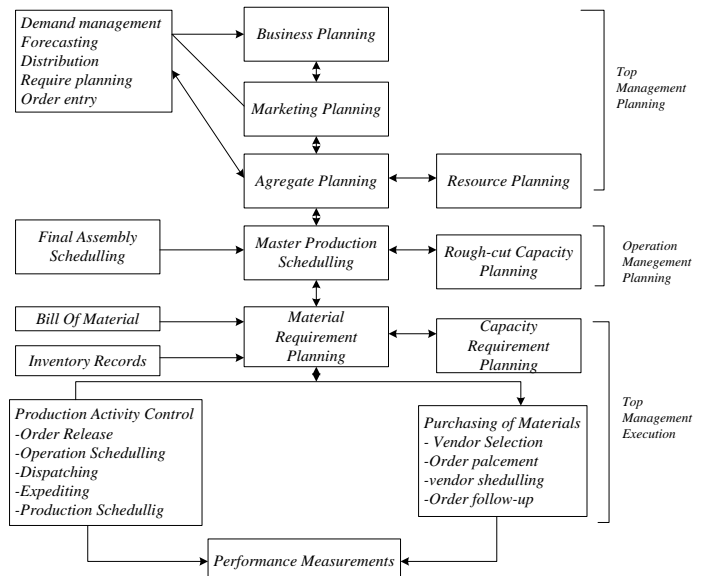 Demand management
Forecasting
Distribution
Require planning
Order entry
Business Planning
Marketing Planning
Agregate Planning
Resource Planning
Top
Management
Planning
Final Assembly
Schedulling
Master Production
Schedulling
Rough-cut Capacity
Planning
Operation
Manegement
Planning
Bill Of Material
Inventory Records
Material
Requirement
Planning
Capacity
Requirement
Planning
Production Activity Control
-Order Release
-Operation Schedulling
-Dispatching
-Expediting
-Production Schedullig
Purchasing of Materials
- Vendor Selection
-Order palcement
-vendor shedulling
-Order follow-up
Top
Management
Execution
Performance Measurements